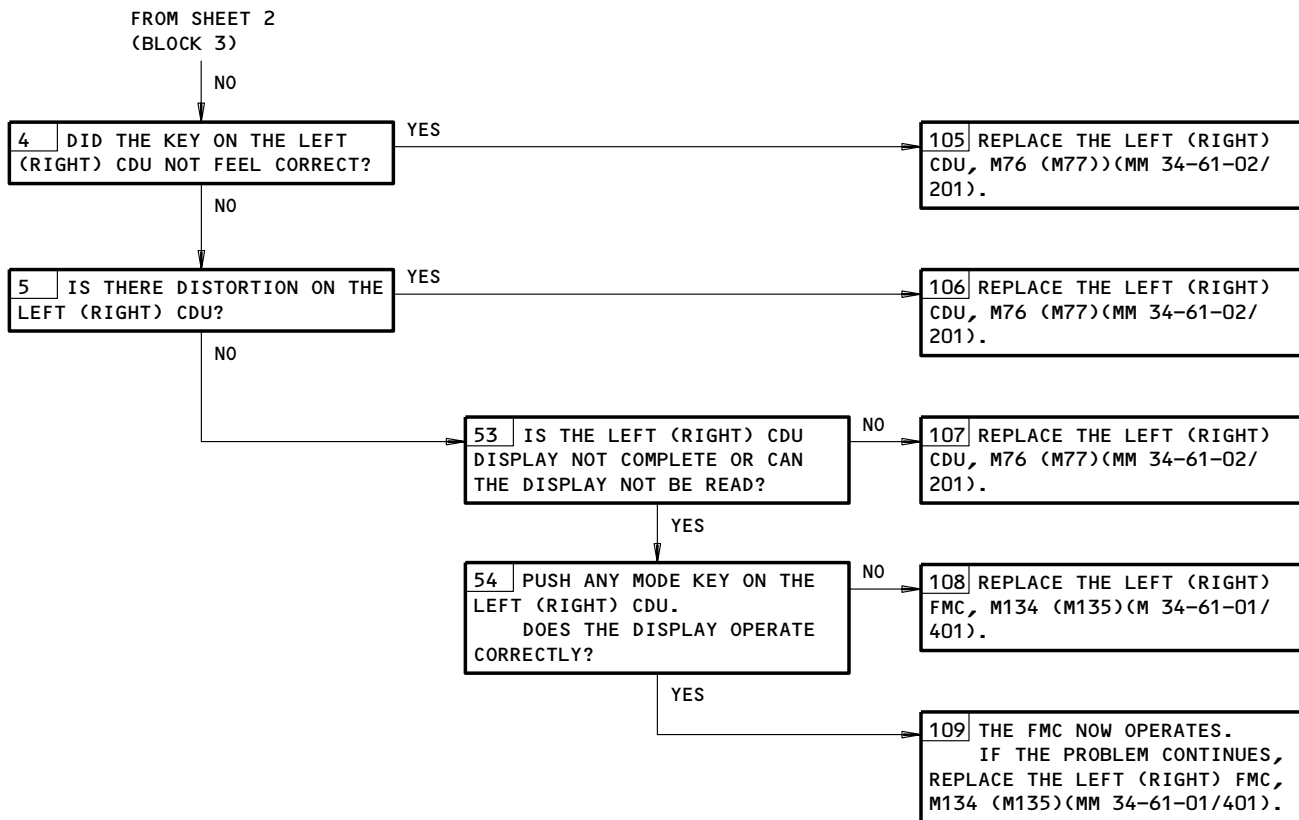 FROM SHEET 2
(BLOCK 3)
NO
4 DID THE KEY ON THE LEFT
(RIGHT) CDU NOT FEEL CORRECT?
YES
105 REPLACE THE LEFT (RIGHT)
CDU, M76 (M77))(MM 34-61-02/
201).
NO
5 IS THERE DISTORTION ON THE
LEFT (RIGHT) CDU?
YES
106 REPLACE THE LEFT (RIGHT)
CDU, M76 (M77)(MM 34-61-02/
201).
NO
53 IS THE LEFT (RIGHT) CDU
DISPLAY NOT COMPLETE OR CAN
THE DISPLAY NOT BE READ?
NO
107 REPLACE THE LEFT (RIGHT)
CDU, M76 (M77)(MM 34-61-02/
201).
YES
54 PUSH ANY MODE KEY ON THE
LEFT (RIGHT) CDU.
DOES THE DISPLAY OPERATE
CORRECTLY?
NO
108 REPLACE THE LEFT (RIGHT)
FMC, M134 (M135)(M 34-61-01/
401).
YES
109 THE FMC NOW OPERATES.
IF THE PROBLEM CONTINUES,
REPLACE THE LEFT (RIGHT) FMC,
M134 (M135)(MM 34-61-01/401).